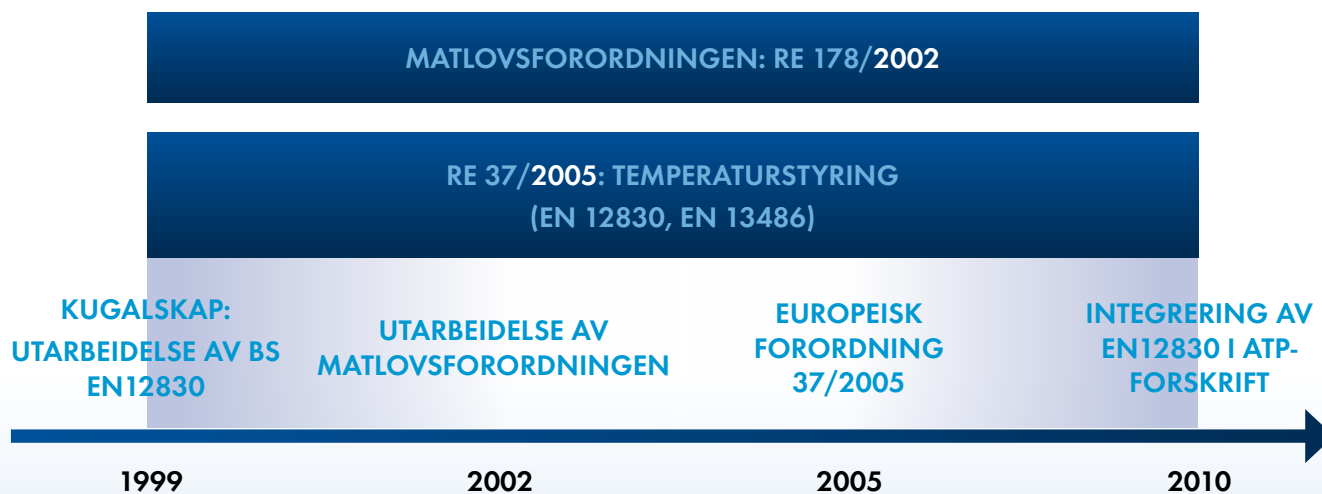 MATLOVSFORORDNINGEN: RE 178/2002
RE 37/2005: TEMPERATURSTYRING
(EN 12830, EN 13486)
KUGALSKAP:
UTARBEIDELSE AV BS
EN12830
UTARBEIDELSE AV
MATLOVSFORORDNINGEN
EUROPEISK
FORORDNING
37/2005
INTEGRERING AV
EN12830 I ATP-
FORSKRIFT
1999
2002
2005
2010